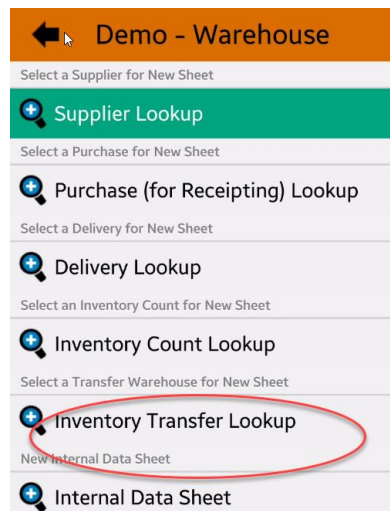 Demo - Warehouse
Select a Supplier for New Sheet
Supplier Lookup
Select a Purchase for New Sheet
Purchase (for Receipting) Lookup
Select a Delivery for New Sheet
Delivery Lookup
Select an Inventory Count for New Sheet
Inventory Count Lookup
Select a Transfer Warehouse for New Sheet
Inventory Transfer Lookup
New Internal Data Sheet
Internal Data Sheet